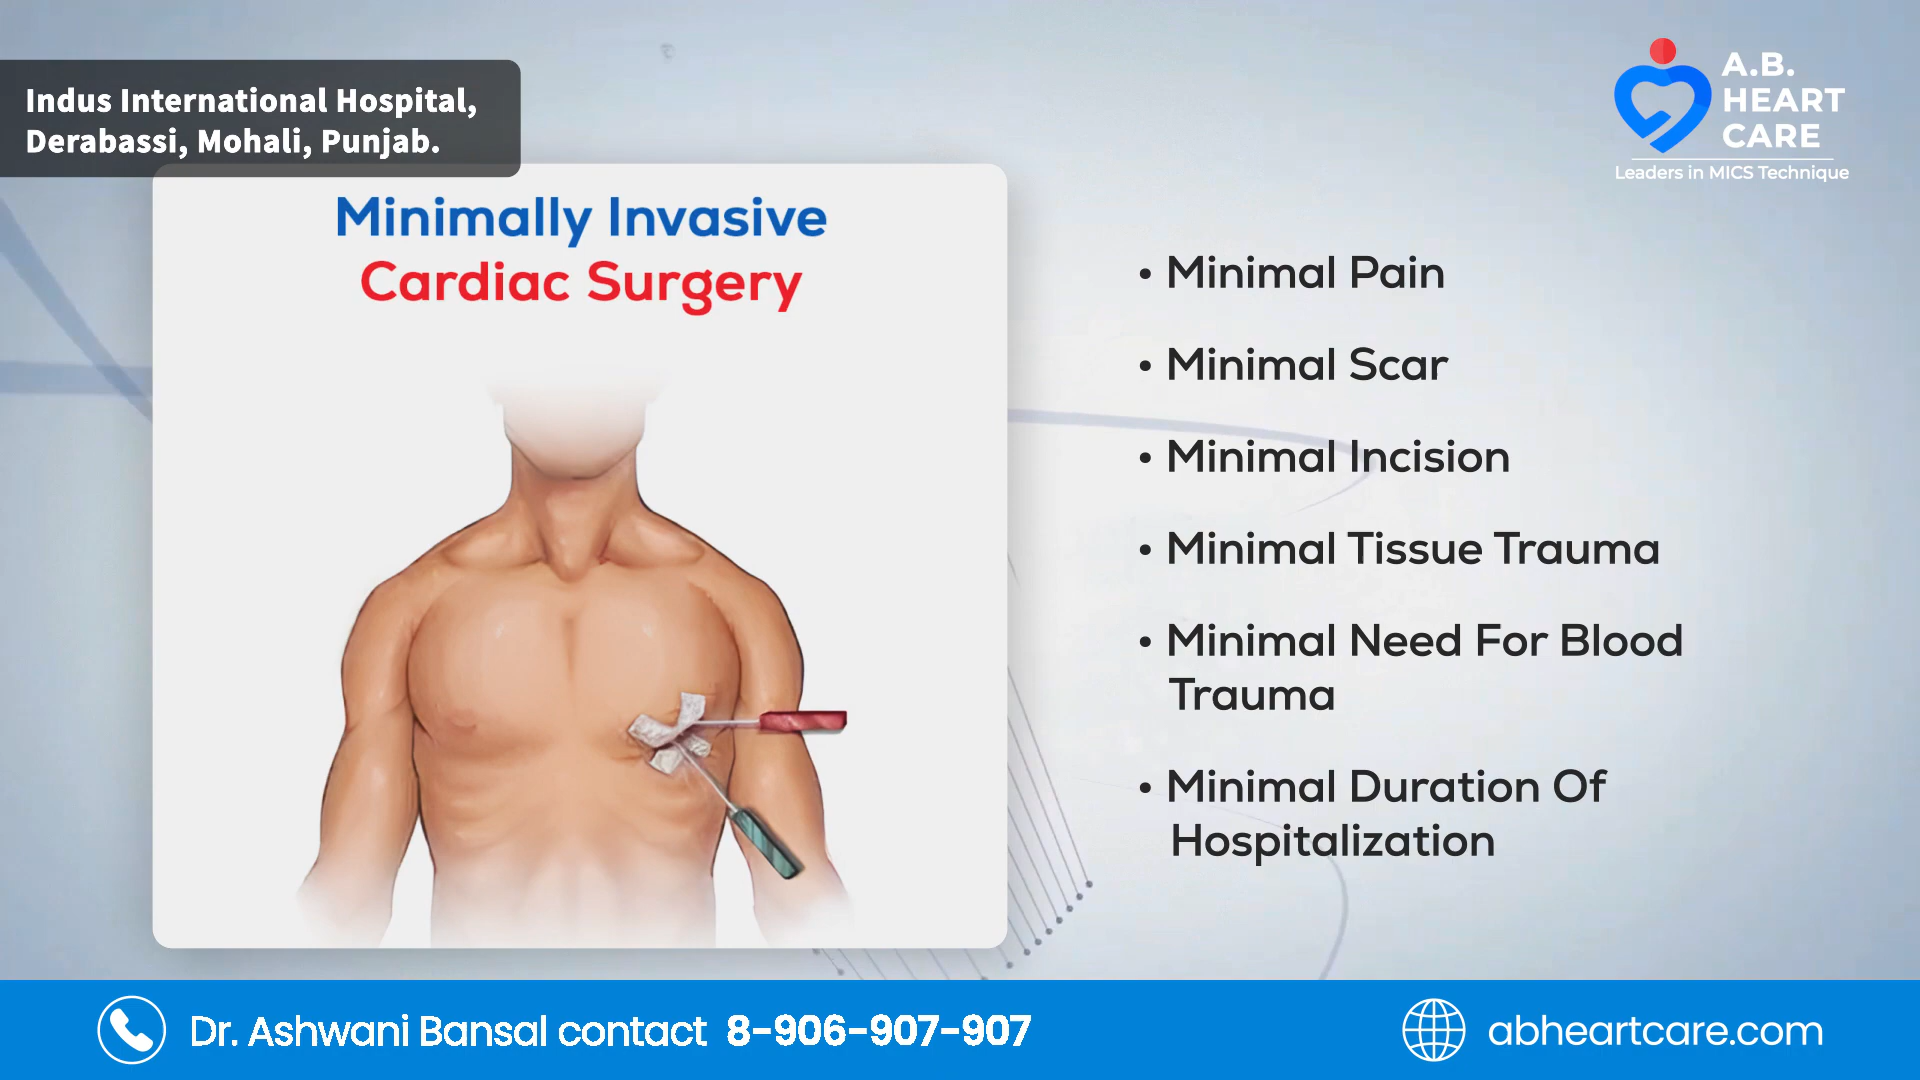 Indus International Hospital,
Derabassi, Mohali, Punjab.
A.B.
HEART
CARE
Leaders in MICS Technique
Minimally Invasive
Cardiac Surgery
• Minimal Pain
• Minimal Scar
• Minimal Incision
• Minimal Tissue Trauma
• Minimal Need For Blood
Trauma
• Minimal Duration Of
Hospitalization
Dr. Ashwani Bansal contact 8-906-907-907
abheartcare.com